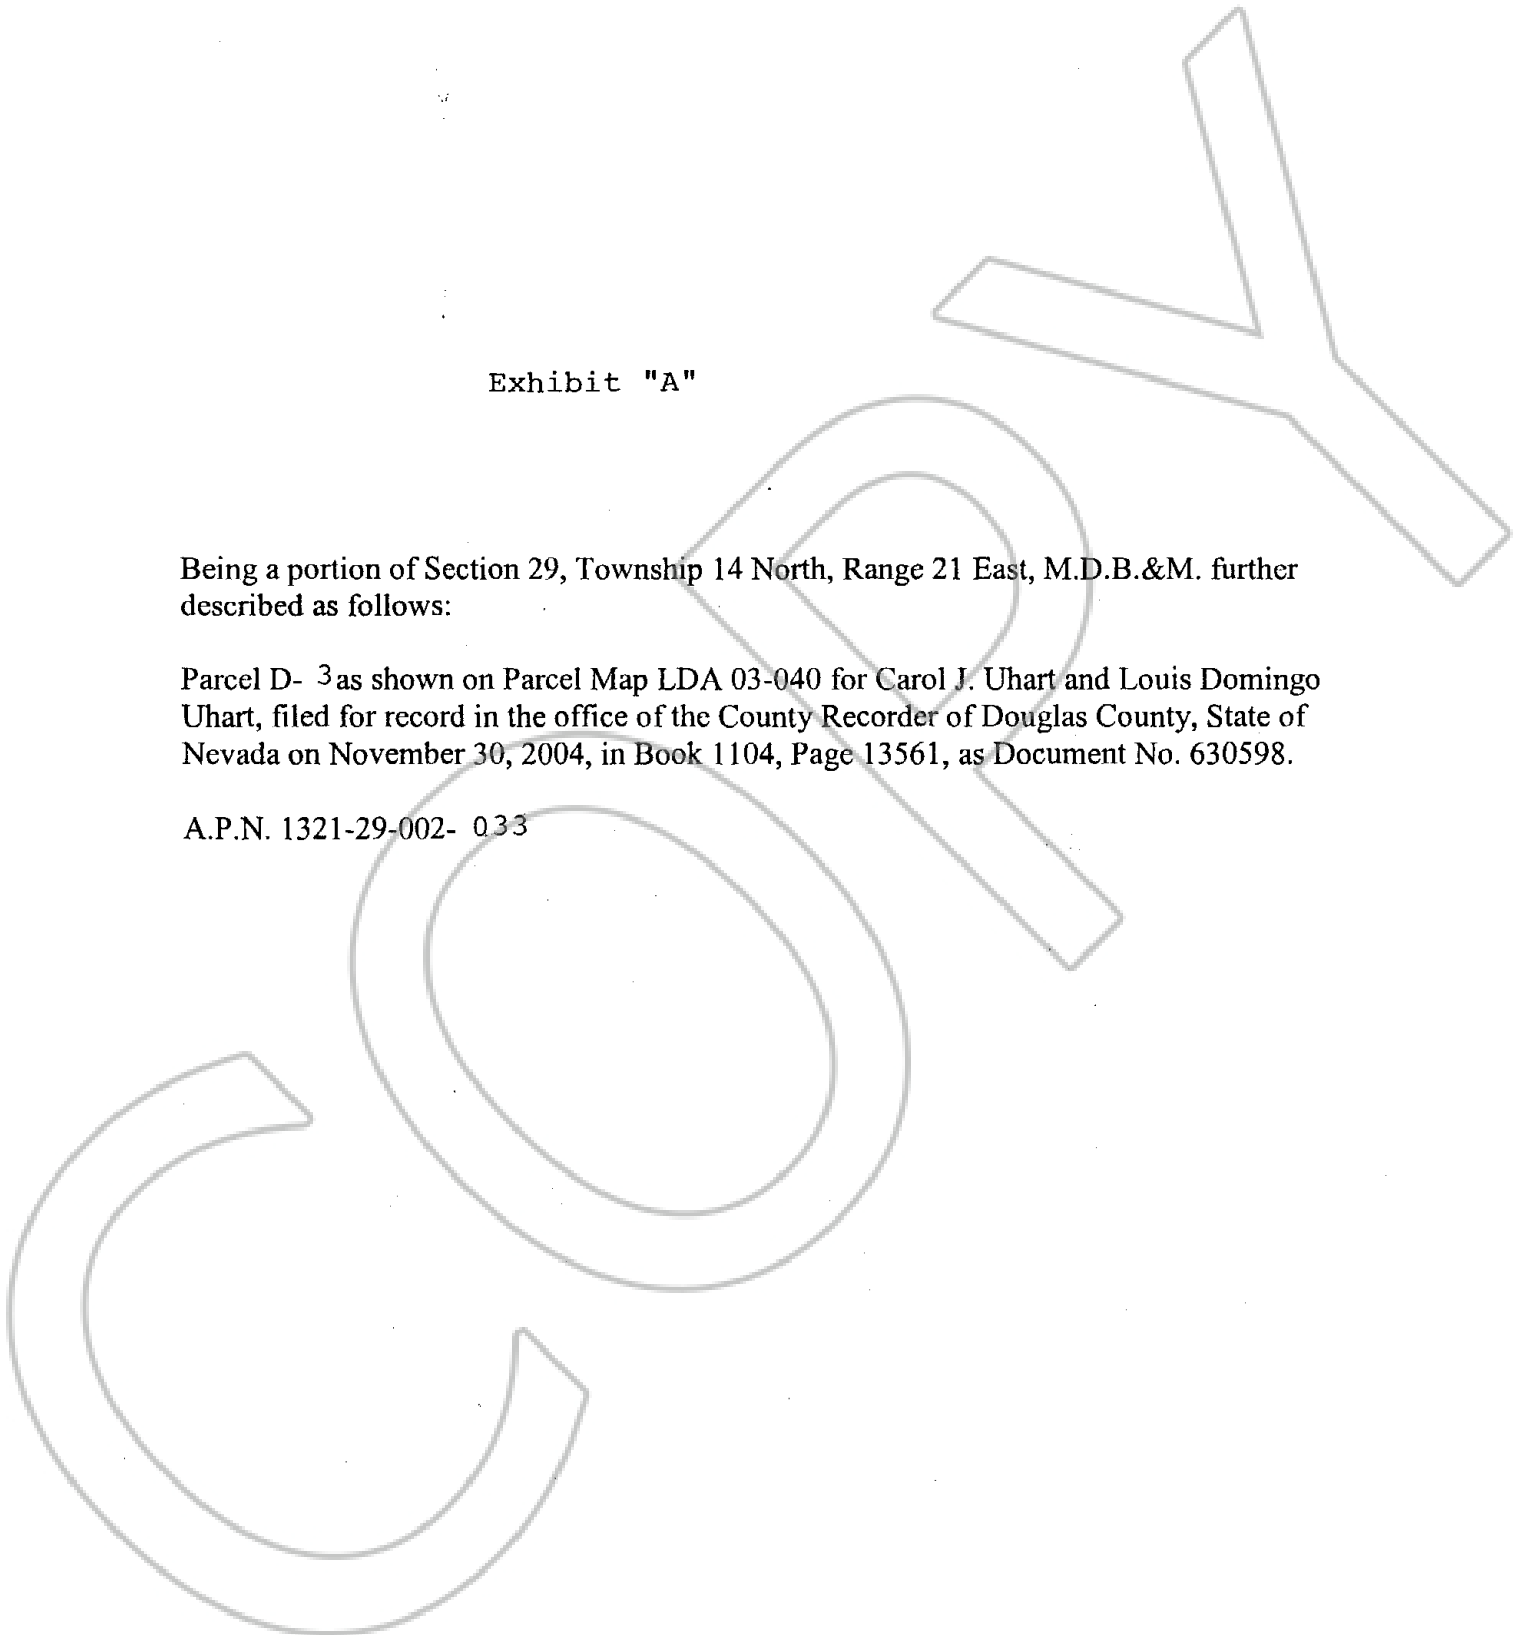 Exhibit "A"
Being a portion of Section 29, Township 14 North, Range 21 East, M.D.B.&M. further
described as follows:
Parcel D- 3 as shown on Parcel Map LDA 03-040 for Carol J. Uhart and Louis Domingo
Uhart, filed for record in the office of the County Recorder of Douglas County, State of
Nevada on November 30, 2004, in Book 1104, Page 13561, as Document No. 630598.
A.P.N. 1321-29-002- 033
COPY